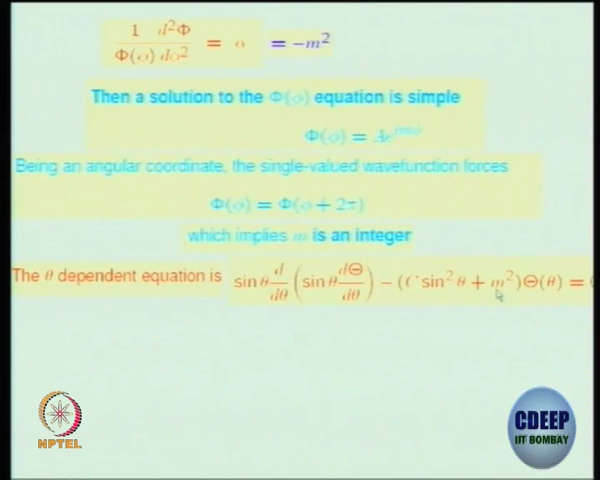 1/Φ(φ) d²Φ/dφ² = α = −m²
Then a solution to the Φ(φ) equation is simple
Φ(φ) = Ae^{imφ}
Being an angular coordinate, the single-valued wavefunction forces
Φ(φ) = Φ(φ + 2π)
which implies m is an integer
The θ dependent equation is sin θ d/dθ (sin θ dΘ/dθ) − (C sin² θ + m²)Θ(θ) =
NPTEL
CDEEP
IIT BOMBAY